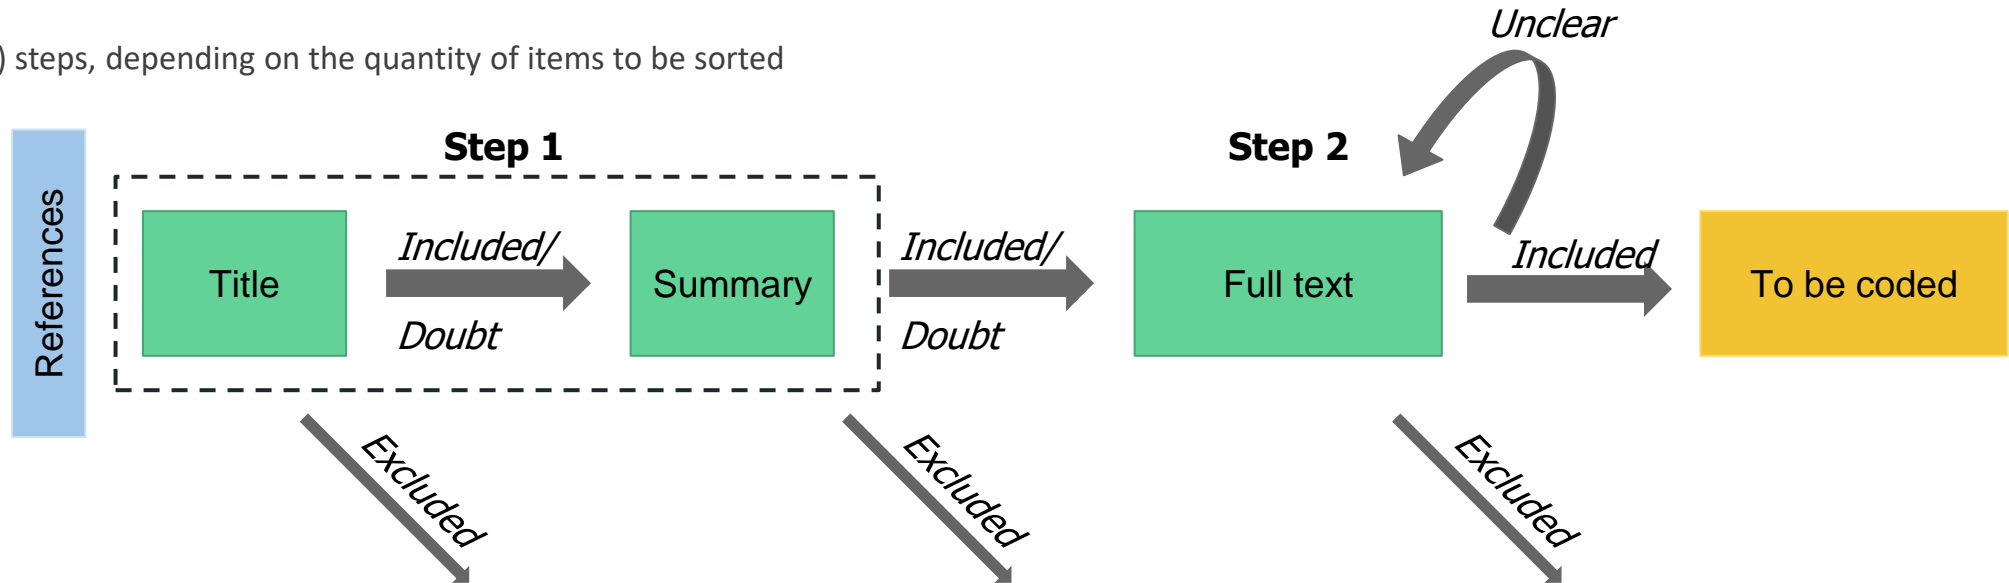 Unclear
) steps, depending on the quantity of items to be sorted
Step 1
Step 2
References
Title
Included/
Doubt
Summary
Included/
Doubt
Full text
Included
To be coded
Excluded
Excluded
Excluded